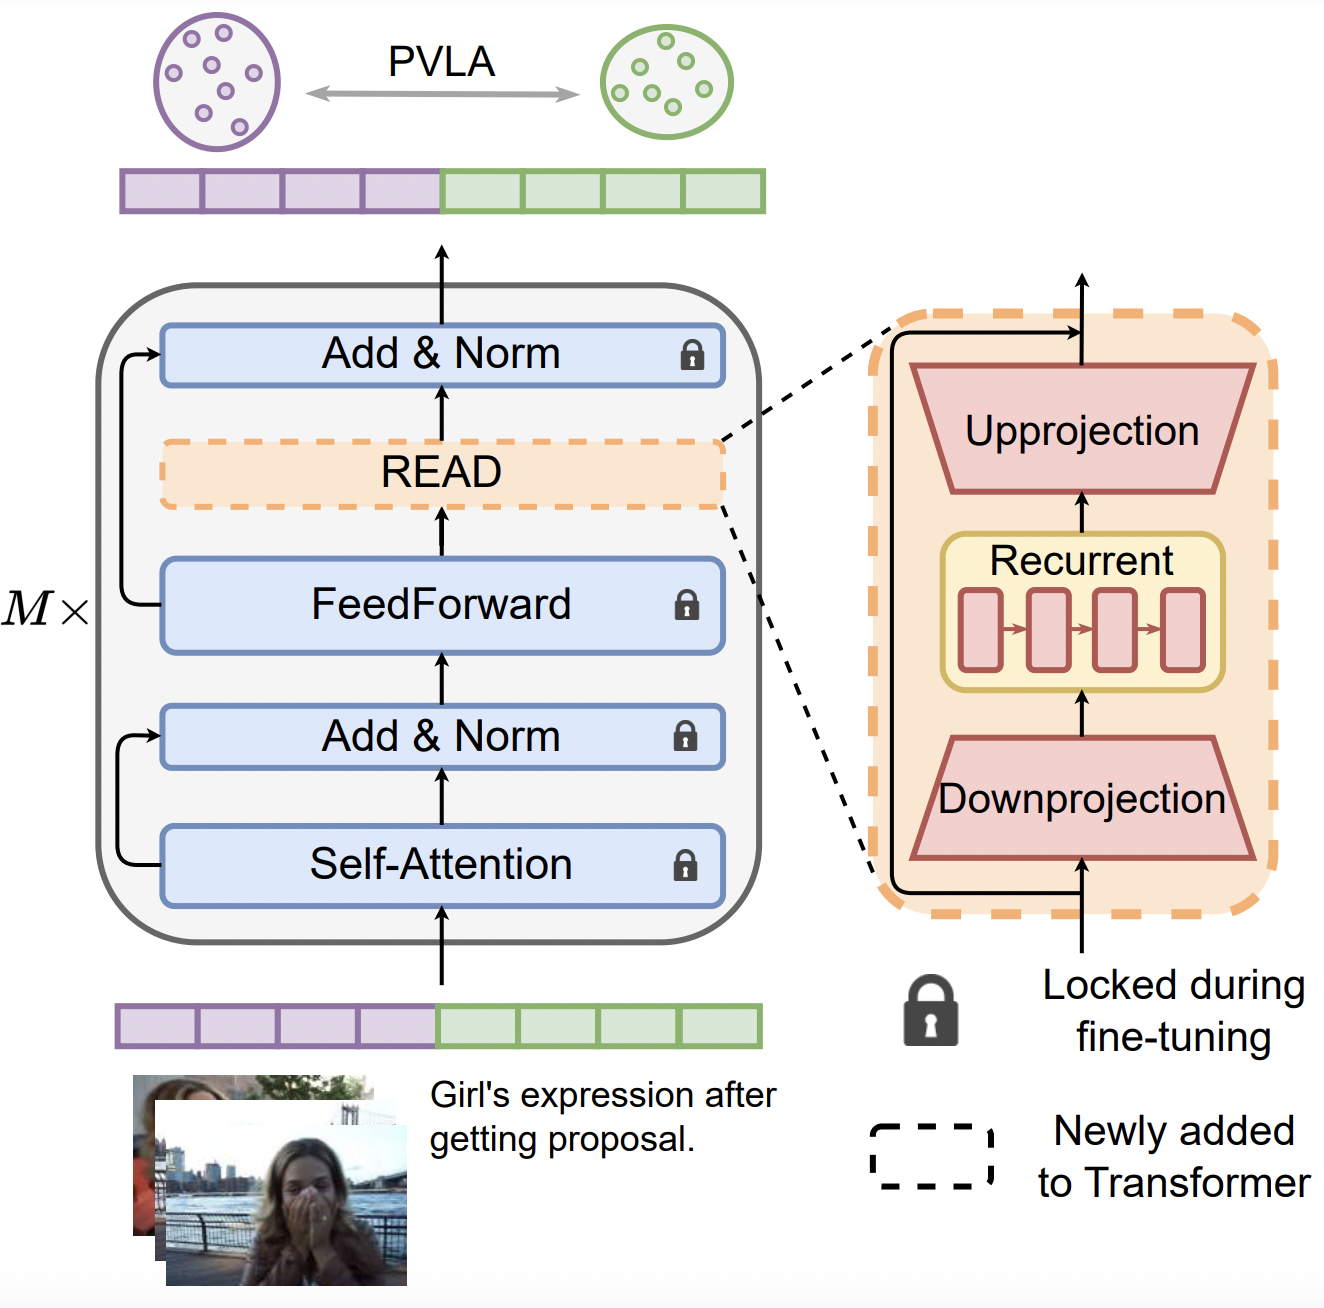 PVLA
Add & Norm
READ
FeedForward
M×
Add & Norm
Self-Attention
Girl's expression after
getting proposal.
Upprojection
Recurrent
Downprojection
Locked during
fine-tuning
Newly added
to Transformer